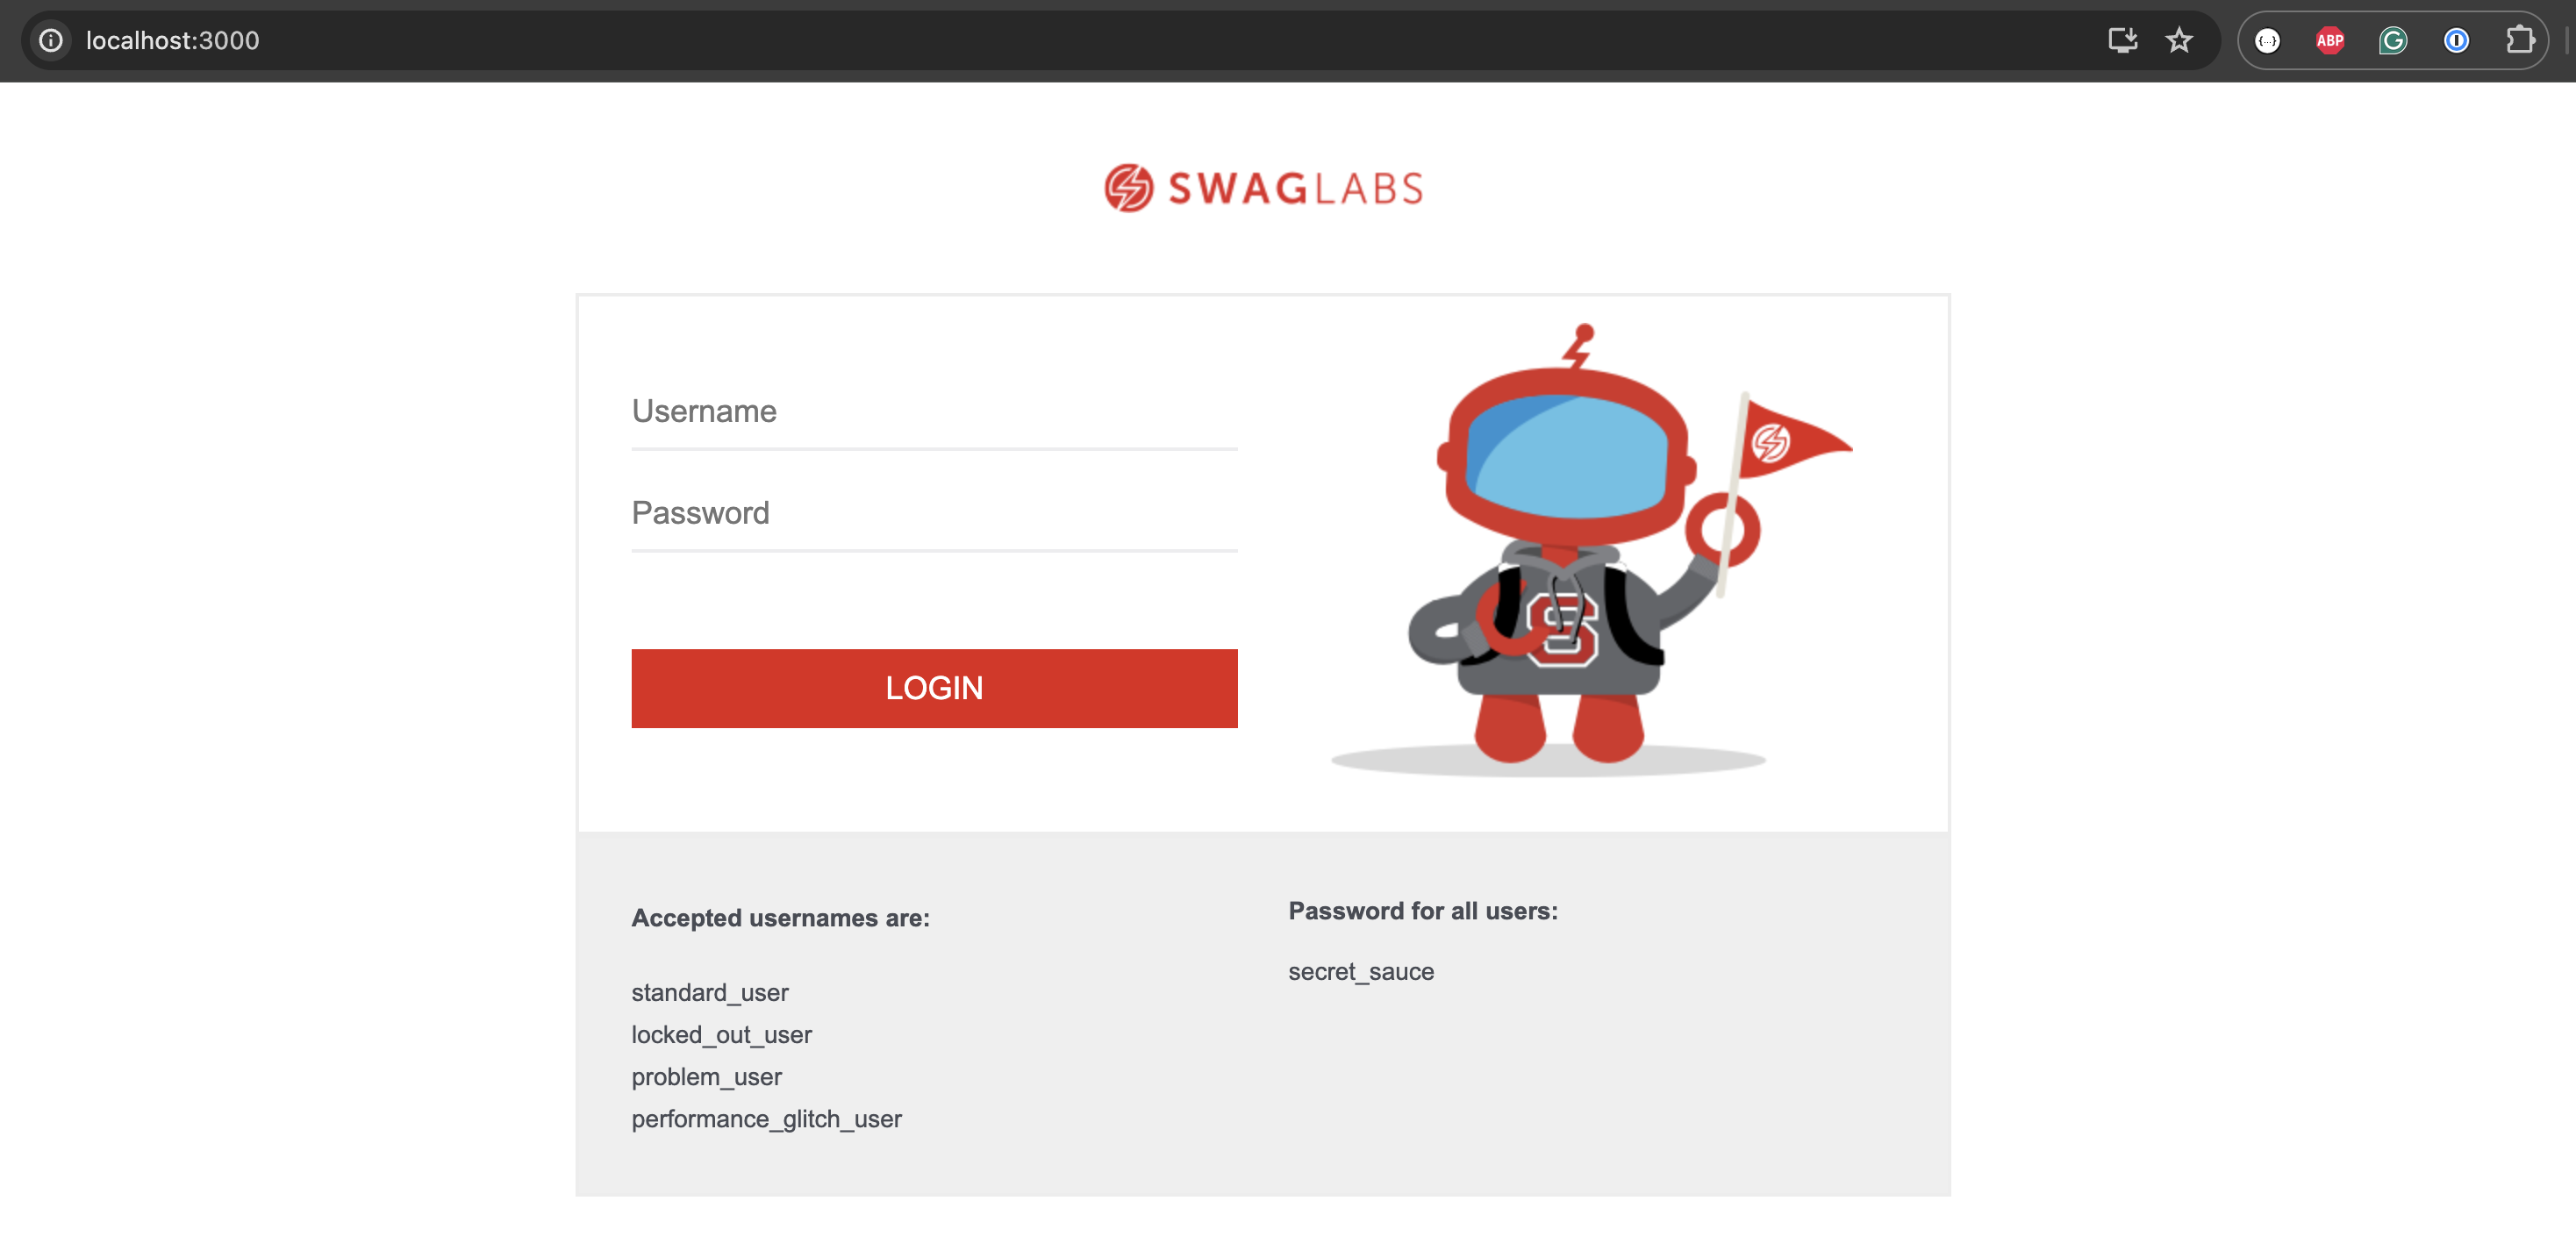 localhost:3000
{...}
ABP
G
SWAGLABS
Username
Password
LOGIN
S
Accepted usernames are:
standard_user
locked_out_user
problem_user
performance_glitch_user
Password for all users:
secret_sauce